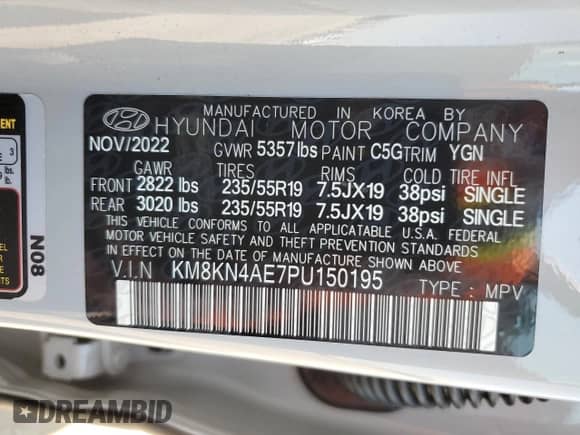 MANUFACTURED IN KOREA BY
HYUNDAI MOTOR COMPANY
NOV/2022 GVWR 5357 lbs PAINT C5G TRIM YGN
GAWR TIRES RIMS COLD TIRE INFL
FRONT 2822 lbs 235/55R19 7.5JX19 38psi SINGLE
REAR 3020 lbs 235/55R19 7.5JX19 38psi SINGLE
THIS VEHICLE CONFORMS TO ALL APPLICATABLE U.S.A. FEDERAL
MOTOR VEHICLE SAFETY AND THEFT PREVENTION STANDARDS
IN EFFECT ON THE DATE OF MANUFACTURE SHOWN ABOVE
V.I.N KM8KN4AE7PU150195
TYPE : MPV
N08
DREAMBID